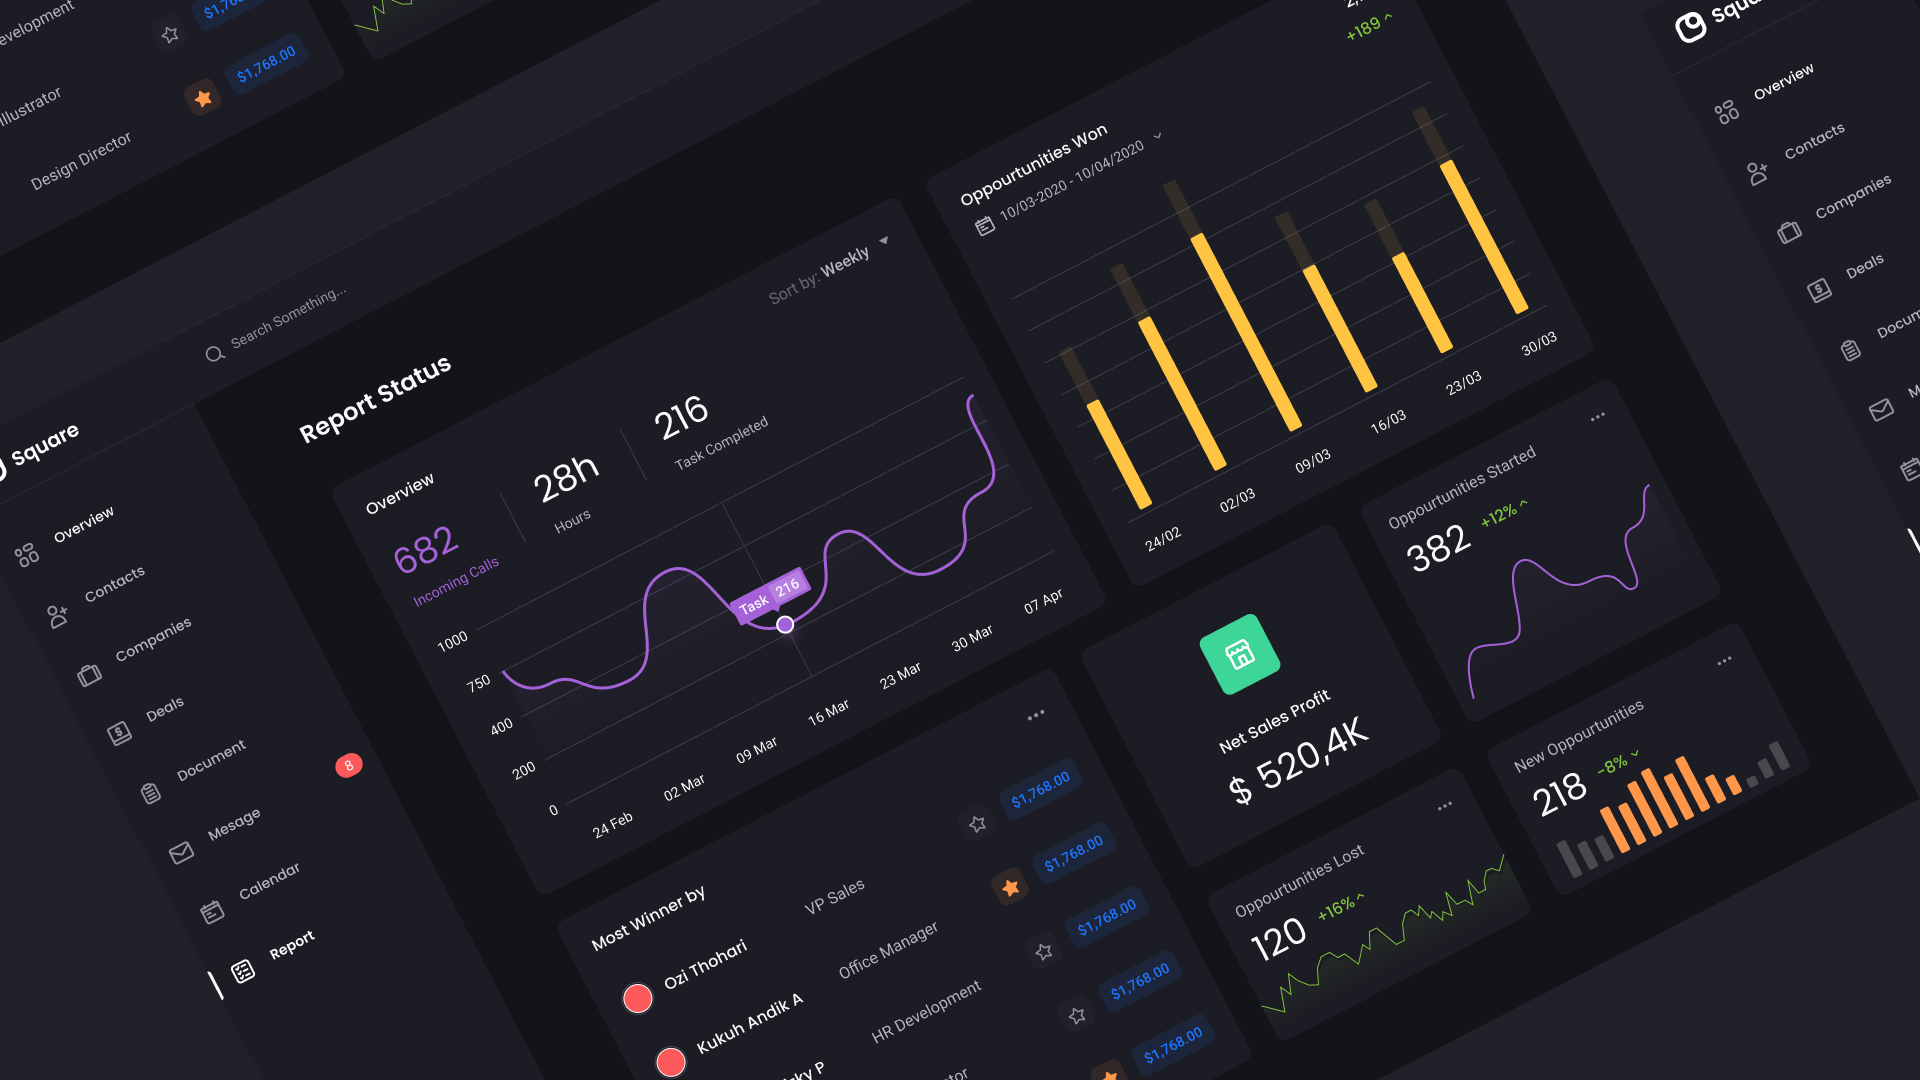 $1,768.00
Illustrator
Design Director
Search Something...
square
Overview
Contacts
Companies
Deals
Document
Mesage
8
Calendar
Report
Report Status
Sort by: Weekly
Overview
682
Incoming Calls
28h
Hours
216
Task Completed
1000
750
400
200
0
Task 216
24 Feb
02 Mar
09 Mar
16 Mar
23 Mar
30 Mar
07 Apr
Oppourtunities Won
10/03-2020 - 10/04/2020
+189
24/02
02/03
09/03
16/03
23/03
30/03
Most Winner by
Ozi Thohari
VP Sales
$1,768.00
Kukuh Andik A
Office Manager
$1,768.00
HR Development
$1,768.00
$1,768.00
$1,768.00
Net Sales Profit
$ 520,4K
Oppourtunities Started
382
+12%
New Oppourtunities
218
-8%
Oppourtunities Lost
120
+16%
Overview
Contacts
Companies
Deals